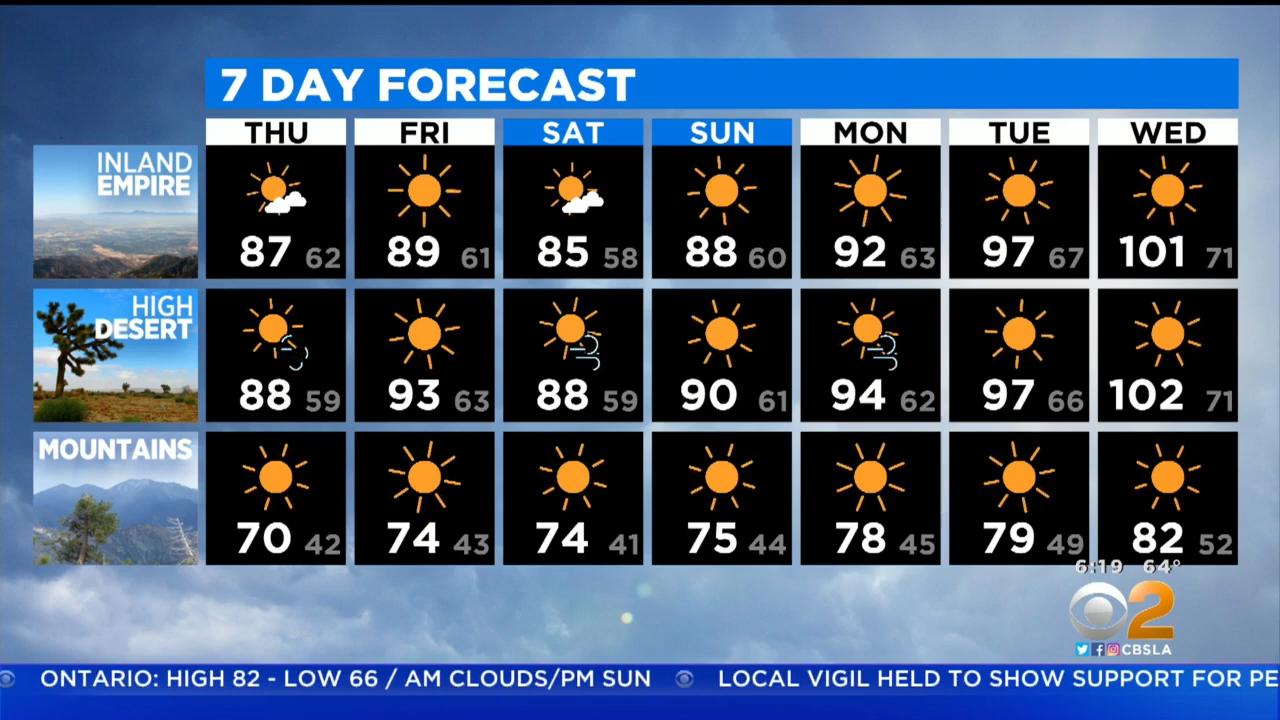 7 DAY FORECAST
THU FRI SAT SUN MON TUE WED
INLAND
EMPIRE
87 62 89 61 85 58 88 60 92 63 97 67 101 71
HIGH
DESERT
88 59 93 63 88 59 90 61 94 62 97 66 102 71
MOUNTAINS
70 42 74 43 74 41 75 44 78 45 79 49 82 52
6:19 64°
2
CBSLA
ONTARIO: HIGH 82 - LOW 66 / AM CLOUDS/PM SUN LOCAL VIGIL HELD TO SHOW SUPPORT FOR PE